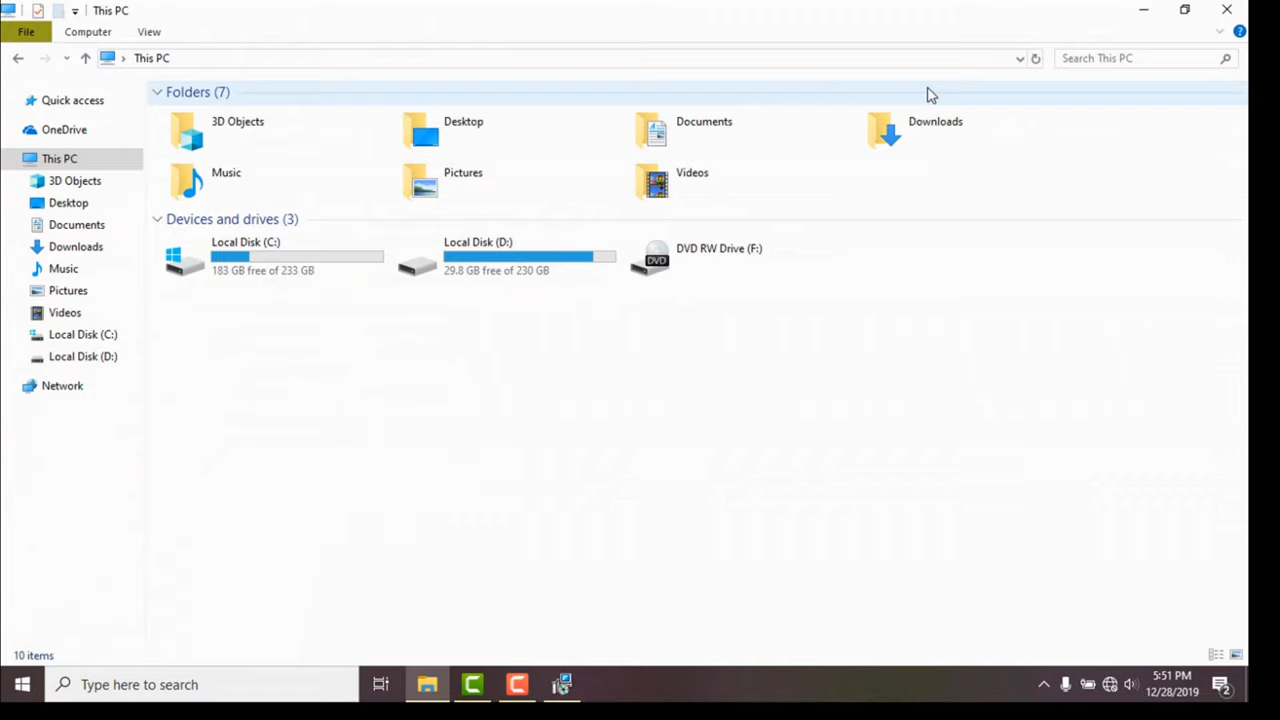 This PC
File Computer View
This PC
Search This PC
Quick access
OneDrive
This PC
3D Objects
Desktop
Documents
Downloads
Music
Pictures
Videos
Local Disk (C:)
Local Disk (D:)
Network
Folders (7)
3D Objects
Desktop
Documents
Downloads
Music
Pictures
Videos
Devices and drives (3)
Local Disk (C:)
183 GB free of 233 GB
Local Disk (D:)
29.8 GB free of 230 GB
DVD
DVD RW Drive (F:)
10 items
Type here to search
5:51 PM
12/28/2019
2